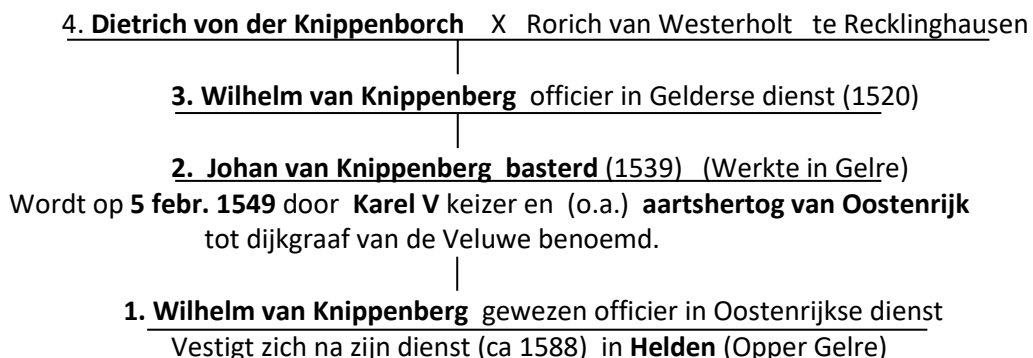 4. Dietrich von der Knippenborch X Rorich van Westerholt te Recklinghausen
3. Wilhelm van Knippenberg officier in Gelderse dienst (1520)
2. Johan van Knippenberg basterd (1539) (Werkte in Gelre)
Wordt op 5 febr. 1549 door Karel V keizer en (o.a.) aartshertog van Oostenrijk
tot dijkgraaf van de Veluwe benoemd.
1. Wilhelm van Knippenberg gewezen officier in Oostenrijkse dienst
Vestigt zich na zijn dienst (ca 1588) in Helden (Opper Gelre)